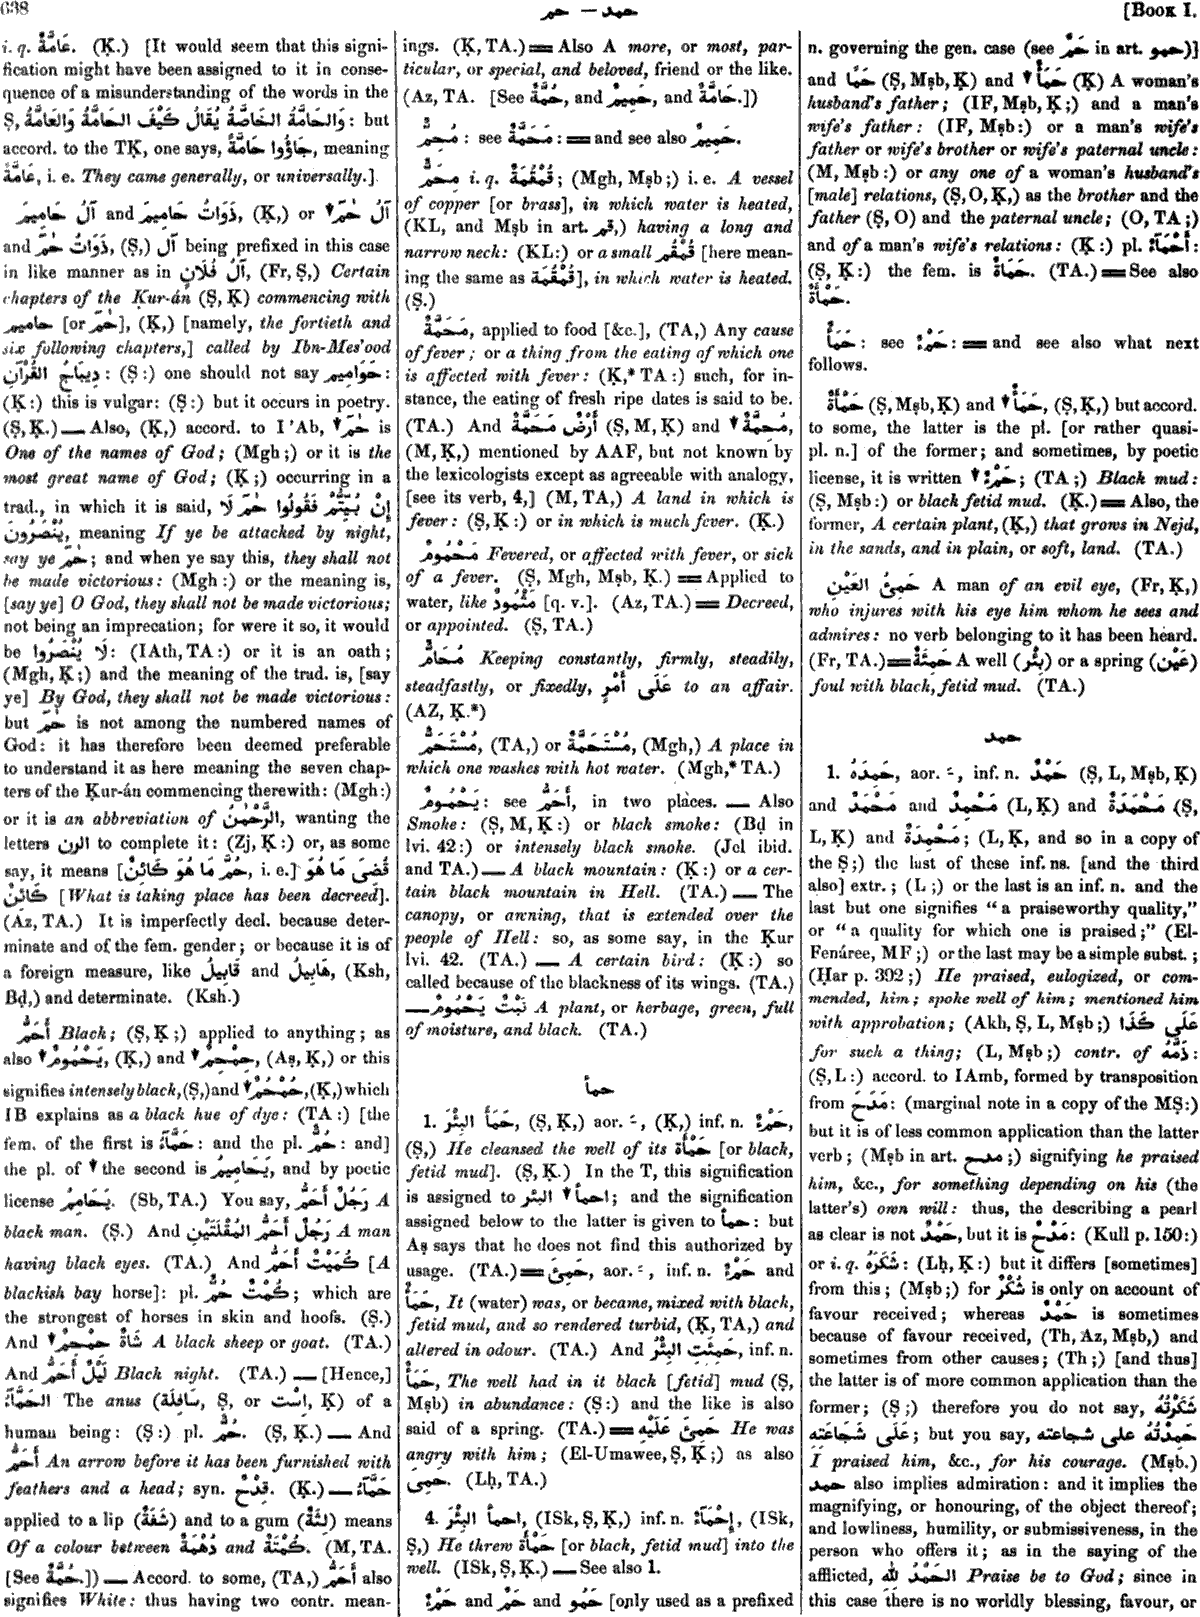 638
حمد — حم
[BOOK I.
i. q. عَامَّةٌ. (Ḳ.) [It would seem that this signi-
fication might have been assigned to it in conse-
quence of a misunderstanding of the words in the
Ṣ, وَالحَامَّةُ الخَاصَّةُ يُقَالُ كَيْفَ الحَامَّةُ وَالعَامَّةُ: but
accord. to the TḲ, one says, جَاؤُوا حَامَّةً, meaning
عَامَّةً, i. e. They came generally, or universally.]
آلُ حَامِيمَ and ذَوَاتُ حَامِيمَ, (Ḳ,) or آلُ حٰمٓ
and ذَوَاتُ حٰمٓ, (Ṣ,) آل being prefixed in this case
in like manner as in آلُ فُلَانٍ, (Fr, Ṣ,) Certain
chapters of the Ḳur-án (Ṣ, Ḳ) commencing with
حاميم [or حٰمٓ], (Ḳ,) [namely, the fortieth and
six following chapters,] called by Ibn-Mes'ood
دِيبَاجُ القُرْآنِ: (Ṣ:) one should not say حَوَامِيم:
(Ḳ:) this is vulgar: (Ṣ:) but it occurs in poetry.
(Ṣ, Ḳ.) — Also, (Ḳ,) accord. to I 'Ab, حٰمٓ is
One of the names of God; (Mgh;) or it is the
most great name of God; (Ḳ;) occurring in a
trad., in which it is said, إِنْ بُيِّتُّمْ فَقُولُوا حٰمٓ لَا
يُنْصَرُونَ, meaning If ye be attacked by night,
say ye حٰمٓ; and when ye say this, they shall not
be made victorious: (Mgh:) or the meaning is,
[say ye] O God, they shall not be made victorious;
not being an imprecation; for were it so, it would
be لَا يُنْصَرُوا: (IAth, TA:) or it is an oath;
(Mgh, Ḳ;) and the meaning of the trad. is, [say
ye] By God, they shall not be made victorious:
but حٰمٓ is not among the numbered names of
God: it has therefore been deemed preferable
to understand it as here meaning the seven chap-
ters of the Ḳur-án commencing therewith: (Mgh:)
or it is an abbreviation of الرَّحْمٰنُ, wanting the
letters الرن to complete it: (Zj, Ḳ:) or, as some
say, it means [حُمَّ مَا هُوَ كَائِنٌ, i. e.] قُضِىَ مَا هُوَ
كَائِنٌ [What is taking place has been decreed].
(Az, TA.) It is imperfectly decl. because deter-
minate and of the fem. gender; or because it is of
a foreign measure, like قَابِيلُ and هَابِيلُ, (Ksh,
Bḍ,) and determinate. (Ksh.)
أَحَمُّ Black; (Ṣ, Ḳ;) applied to anything; as
also يَحْمُومٌ, (Ḳ,) and حِمْحِمٌ, (Aṣ, Ḳ,) or this
signifies intensely black, (Ṣ,) and حُمْحُمٌ, (Ḳ,) which
IB explains as a black hue of dye: (TA:) [the
fem. of the first is حَمَّآءُ: and the pl. حُمٌّ: and]
the pl. of the second is يَحَامِيمُ, and by poetic
license يَحَامِمُ. (Sb, TA.) You say, رَجُلٌ أَحَمُّ A
black man. (Ṣ.) And رَجُلٌ أَحَمُّ المُقْلَتَيْنِ A man
having black eyes. (TA.) And كُمَيْتٌ أَحَمُّ [A
blackish bay horse]: pl. كُمْتٌ حُمٌّ; which are
the strongest of horses in skin and hoofs. (Ṣ.)
And شَاةٌ حِمْحِمٌ A black sheep or goat. (TA.)
And لَيْلٌ أَحَمُّ Black night. (TA.) — [Hence,]
الحَمَّآءُ The anus (سَافِلَة, Ṣ, or اسْت, Ḳ) of a
human being: (Ṣ:) pl. حُمٌّ. (Ṣ, Ḳ.) — And
أَحَمُّ An arrow before it has been furnished with
feathers and a head; syn. قِدْحٌ. (Ḳ.) — حَمَّآءُ
applied to a lip (شَفَةٌ) and to a gum (لِثَةٌ) means
Of a colour between دُهْمَة and كُمْتَة. (M, TA.
[See حُمَّةٌ.]) — Accord. to some, (TA,) أَحَمُّ also
signifies White: thus having two contr. mean-
ings. (Ḳ, TA.) = Also A more, or most, par-
ticular, or special, and beloved, friend or the like.
(Az, TA. [See حُمَّةٌ, and حَمِيمٌ, and حَامَّةٌ.])
مُحِمٌّ: see مَحَمَّةٌ: = and see also حَمِيمٌ.
مِحَمٌّ i. q. قُمْقُمَةٌ; (Mgh, Mṣb;) i. e. A vessel
of copper [or brass], in which water is heated,
(KL, and Mṣb in art. قم,) having a long and
narrow neck: (KL:) or a small قُمْقُم [here mean-
ing the same as قُمْقُمَة], in which water is heated.
(Ṣ.)
مَحَمَّةٌ, applied to food [&c.], (TA,) Any cause
of fever; or a thing from the eating of which one
is affected with fever: (Ḳ,* TA:) such, for in-
stance, the eating of fresh ripe dates is said to be.
(TA.) And أَرْضٌ مَحَمَّةٌ (Ṣ, M, Ḳ) and مُحِمَّةٌ,
(M, Ḳ,) mentioned by AAF, but not known by
the lexicologists except as agreeable with analogy,
[see its verb, 4,] (M, TA,) A land in which is
fever: (Ṣ, Ḳ:) or in which is much fever. (Ḳ.)
مَحْمُومٌ Fevered, or affected with fever, or sick
of a fever. (Ṣ, Mgh, Mṣb, Ḳ.) = Applied to
water, like مَثْمُودٌ [q. v.]. (Az, TA.) = Decreed,
or appointed. (Ṣ, TA.)
مُحَامٌّ Keeping constantly, firmly, steadily,
steadfastly, or fixedly, عَلَى أَمْرٍ to an affair.
(AZ, Ḳ.*)
مُسْتَحَمٌّ, (TA,) or مُسْتَحَمَّةٌ, (Mgh,) A place in
which one washes with hot water. (Mgh,* TA.)
يَحْمُومٌ: see أَحَمُّ, in two places. — Also
Smoke: (Ṣ, M, Ḳ:) or black smoke: (Bḍ in
lvi. 42:) or intensely black smoke. (Jel ibid.
and TA.) — A black mountain: (Ḳ:) or a cer-
tain black mountain in Hell. (TA.) — The
canopy, or awning, that is extended over the
people of Hell: so, as some say, in the Ḳur
lvi. 42. (TA.) — A certain bird: (Ḳ:) so
called because of the blackness of its wings. (TA.)
— نَبْتٌ يَحْمُومٌ A plant, or herbage, green, full
of moisture, and black. (TA.)
حمأ
1. حَمَأَ البِئْرَ, (Ṣ, Ḳ,) aor. ـَ, (Ḳ,) inf. n. حَمْءٌ,
(Ṣ,) He cleansed the well of its حَمْأَة [or black,
fetid mud]. (Ṣ, Ḳ.) In the T, this signification
is assigned to احمأ البئر; and the signification
assigned below to the latter is given to حمأ: but
Aṣ says that he does not find this authorized by
usage. (TA.) = حَمِئَ, aor. ـَ, inf. n. حَمْءٌ and
حَمَأٌ, It (water) was, or became, mixed with black,
fetid mud, and so rendered turbid, (Ḳ, TA,) and
altered in odour. (TA.) And حَمِئَتِ البِئْرُ, inf. n.
حَمَأٌ, The well had in it black [fetid] mud (Ṣ,
Mṣb) in abundance: (Ṣ:) and the like is also
said of a spring. (TA.) = حَمِئَ عَلَيْهِ He was
angry with him; (El-Umawee, Ṣ, Ḳ;) as also
حَمِىَ. (Lḥ, TA.)
4. احمأ البِئْرَ, (ISk, Ṣ, Ḳ,) inf. n. إِحْمَآءٌ, (ISk,
Ṣ,) He threw حَمْأَة [or black, fetid mud] into the
well. (ISk, Ṣ, Ḳ.) — See also 1.
حَمْءٌ and حَمٌ and حَمُو [only used as a prefixed
n. governing the gen. case (see حَمٌ in art. حمو)]
and حَمًا (Ṣ, Mṣb, Ḳ) and حَمَأٌ (Ḳ) A woman's
husband's father; (IF, Mṣb, Ḳ;) and a man's
wife's father: (IF, Mṣb:) or a man's wife's
father or wife's brother or wife's paternal uncle:
(M, Mṣb:) or any one of a woman's husband's
[male] relations, (Ṣ, O, Ḳ,) as the brother and the
father (Ṣ, O) and the paternal uncle; (O, TA;)
and of a man's wife's relations: (Ḳ:) pl. أَحْمَآءٌ:
(Ṣ, Ḳ:) the fem. is حَمَاةٌ. (TA.) = See also
حَمْأَةٌ.
حَمَأٌ: see حَمْءٌ: = and see also what next
follows.
حَمْأَةٌ (Ṣ, Mṣb, Ḳ) and حَمَأٌ, (Ṣ, Ḳ,) but accord.
to some, the latter is the pl. [or rather quasi-
pl. n.] of the former; and sometimes, by poetic
license, it is written حَمْءٌ; (TA;) Black mud:
(Ṣ, Mṣb:) or black fetid mud. (Ḳ.) = Also, the
former, A certain plant, (Ḳ,) that grows in Nejd,
in the sands, and in plain, or soft, land. (TA.)
حَمِئُ العَيْنِ A man of an evil eye, (Fr, Ḳ,)
who injures with his eye him whom he sees and
admires: no verb belonging to it has been heard.
(Fr, TA.) = حَمِئَةٌ A well (بِئْر) or a spring (عَيْن)
foul with black, fetid mud. (TA.)
حمد
1. حَمِدَهُ, aor. ـَ, inf. n. حَمْدٌ (Ṣ, L, Mṣb, Ḳ)
and مَحْمَدٌ and مَحْمِدٌ (L, Ḳ) and مَحْمَدَةٌ (Ṣ,
L, Ḳ) and مَحْمِدَةٌ; (L, Ḳ, and so in a copy of
the Ṣ;) the last of these inf. ns. [and the third
also] extr.; (L;) or the last is an inf. n. and the
last but one signifies "a praiseworthy quality,"
or "a quality for which one is praised;" (El-
Fenáree, MF;) or the last may be a simple subst.;
(Ḥar p. 392;) He praised, eulogized, or com-
mended, him; spoke well of him; mentioned him
with approbation; (Akh, Ṣ, L, Mṣb;) عَلَى كَذَا
for such a thing; (L, Mṣb;) contr. of ذَمَّهُ:
(Ṣ, L:) accord. to IAmb, formed by transposition
from مَدَحَ: (marginal note in a copy of the MṢ:)
but it is of less common application than the latter
verb; (Mṣb in art. مدح;) signifying he praised
him, &c., for something depending on his (the
latter's) own will: thus, the describing a pearl
as clear is not حَمْدٌ, but it is مَدْحٌ: (Kull p. 150:)
or i. q. شَكَرَهُ: (Lḥ, Ḳ:) but it differs [sometimes]
from this; (Mṣb;) for شُكْرٌ is only on account of
favour received; whereas حَمْدٌ is sometimes
because of favour received, (Th, Az, Mṣb,) and
sometimes from other causes; (Th;) [and thus]
the latter is of more common application than the
former; (Ṣ;) therefore you do not say, شَكَرْتُهُ
عَلَى شَجَاعَتِهِ; but you say, حَمِدْتُهُ على شجاعته
I praised him, &c., for his courage. (Mṣb.)
حمد also implies admiration: and it implies the
magnifying, or honouring, of the object thereof;
and lowliness, humility, or submissiveness, in the
person who offers it; as in the saying of the
afflicted, الحَمْدُ لِلّٰهِ Praise be to God; since in
this case there is no worldly blessing, favour, or